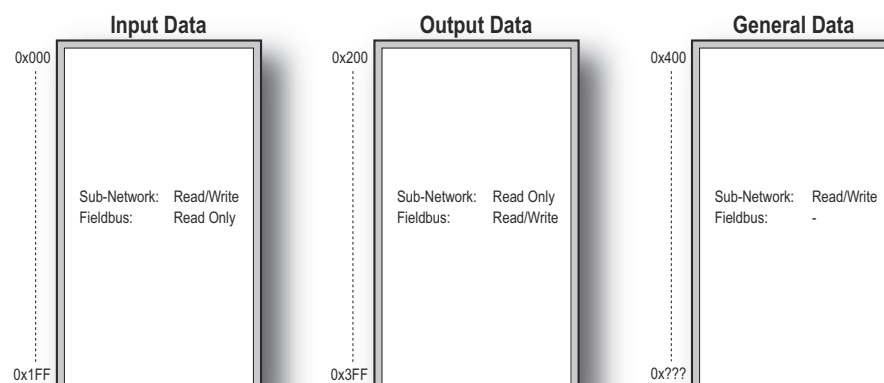 Input Data
Output Data
General Data
0x000
0x200
0x400
Sub-Network: Read/Write
Fieldbus: Read Only
Sub-Network: Read Only
Fieldbus: Read/Write
Sub-Network: Read/Write
Fieldbus: -
0x1FF
0x3FF
0x???